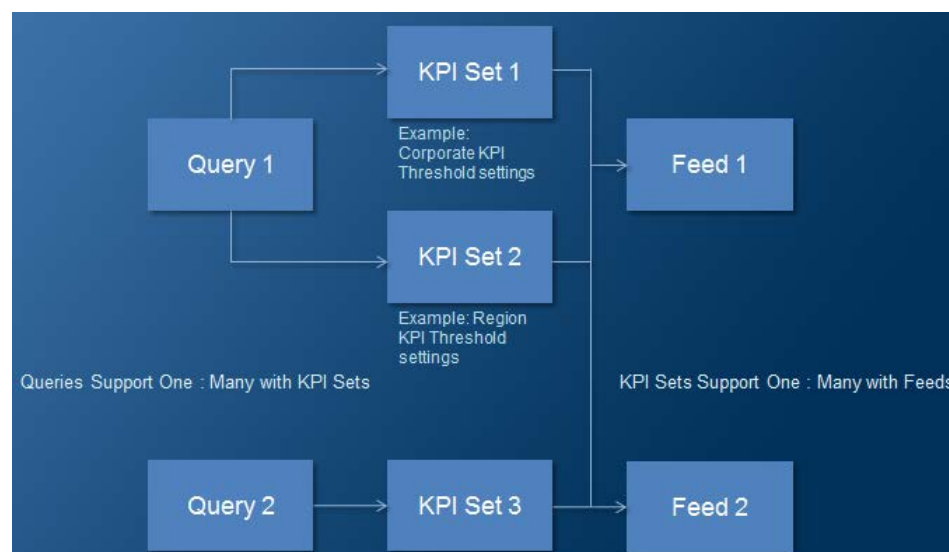 KPI Set 1
Example:
Corporate KPI
Threshold settings
Query 1
Feed 1
KPI Set 2
Example: Region
KPI Threshold
settings
Queries Support One : Many with KPI Sets
KPI Sets Support One : Many with Feeds
Query 2
KPI Set 3
Feed 2